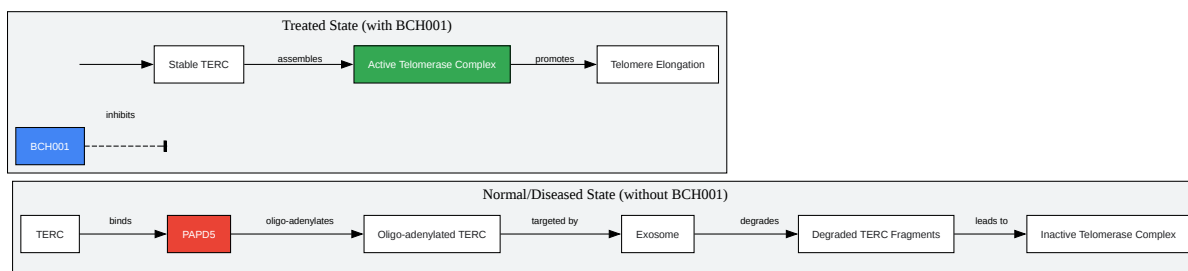 Treated State (with BCH001)
Stable TERC
assembles
Active Telomerase Complex
promotes
Telomere Elongation
inhibits
BCH001
Normal/Diseased State (without BCH001)
TERC
binds
PAPD5
oligo-adenylates
Oligo-adenylated TERC
targeted by
Exosome
degrades
Degraded TERC Fragments
leads to
Inactive Telomerase Complex